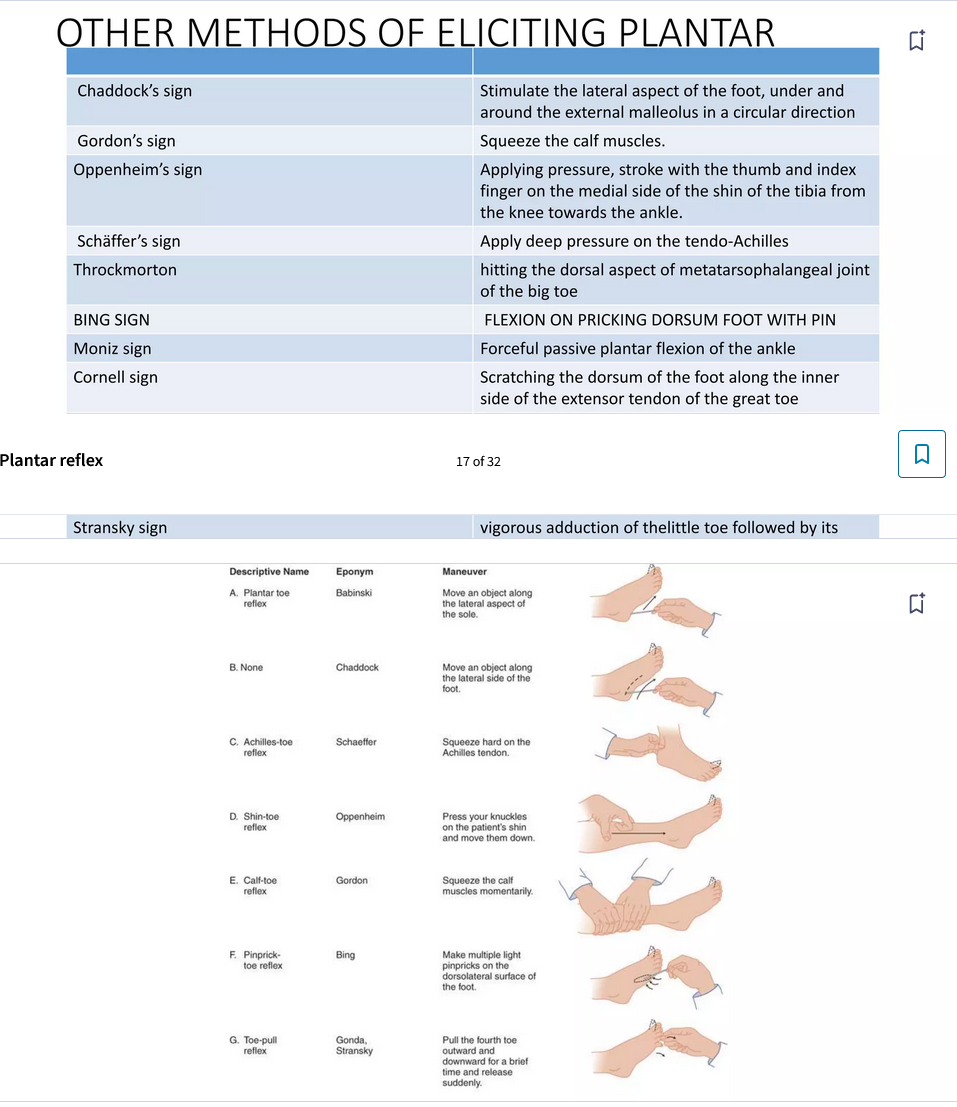 OTHER METHODS OF ELICITING PLANTAR
Chaddock's sign
Stimulate the lateral aspect of the foot, under and
around the external malleolus in a circular direction
Gordon's sign
Squeeze the calf muscles.
Oppenheim's sign
Applying pressure, stroke with the thumb and index
finger on the medial side of the shin of the tibia from
the knee towards the ankle.
Schäffer's sign
Apply deep pressure on the tendo-Achilles
Throckmorton
hitting the dorsal aspect of metatarsophalangeal joint
of the big toe
BING SIGN
FLEXION ON PRICKING DORSUM FOOT WITH PIN
Moniz sign
Forceful passive plantar flexion of the ankle
Cornell sign
Scratching the dorsum of the foot along the inner
side of the extensor tendon of the great toe
Plantar reflex
17 of 32
Stransky sign
vigorous adduction of thelittle toe followed by its
Descriptive Name
Eponym
Maneuver
A. Plantar toe
reflex
Babinski
Move an object along
the lateral aspect of
the sole.
B. None
Chaddock
Move an object along
the lateral side of the
foot.
C. Achilles-toe
reflex
Schaeffer
Squeeze hard on the
Achilles tendon.
D. Shin-toe
reflex
Oppenheim
Press your knuckles
on the patient's shin
and move them down.
E. Calf-toe
reflex
Gordon
Squeeze the calf
muscles momentarily.
F. Pinprick-
toe reflex
Bing
Make multiple light
pinpricks on the
dorsolateral surface of
the foot.
G. Toe-pull
reflex
Gonda,
Stransky
Pull the fourth toe
outward and
downward for a brief
time and release
suddenly.